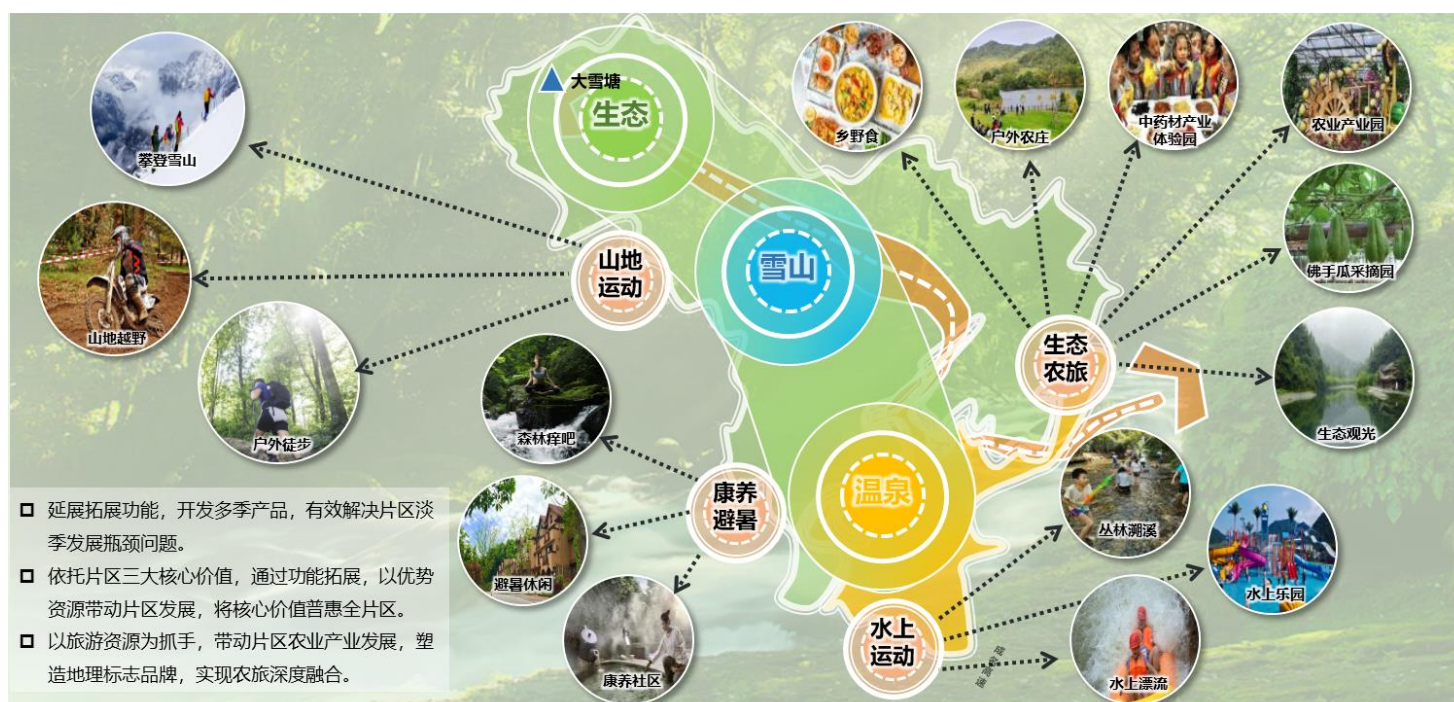 大雪塘
生态
雪山
温泉
山地
运动
攀登雪山
山地越野
户外徒步
康养
避暑
森林痒吧
避暑休闲
康养社区
生态
农旅
乡野食
户外农庄
中药材产业
体验园
农业产业园
佛手瓜采摘园
生态观光
水上
运动
丛林溯溪
水上乐园
水上漂流
延展拓展功能，开发多季产品，有效解决片区淡
季发展瓶颈问题。
依托片区三大核心价值，通过功能拓展，以优势
资源带动片区发展，将核心价值普惠全片区。
以旅游资源为抓手，带动片区农业产业发展，塑
造地理标志品牌，实现农旅深度融合。